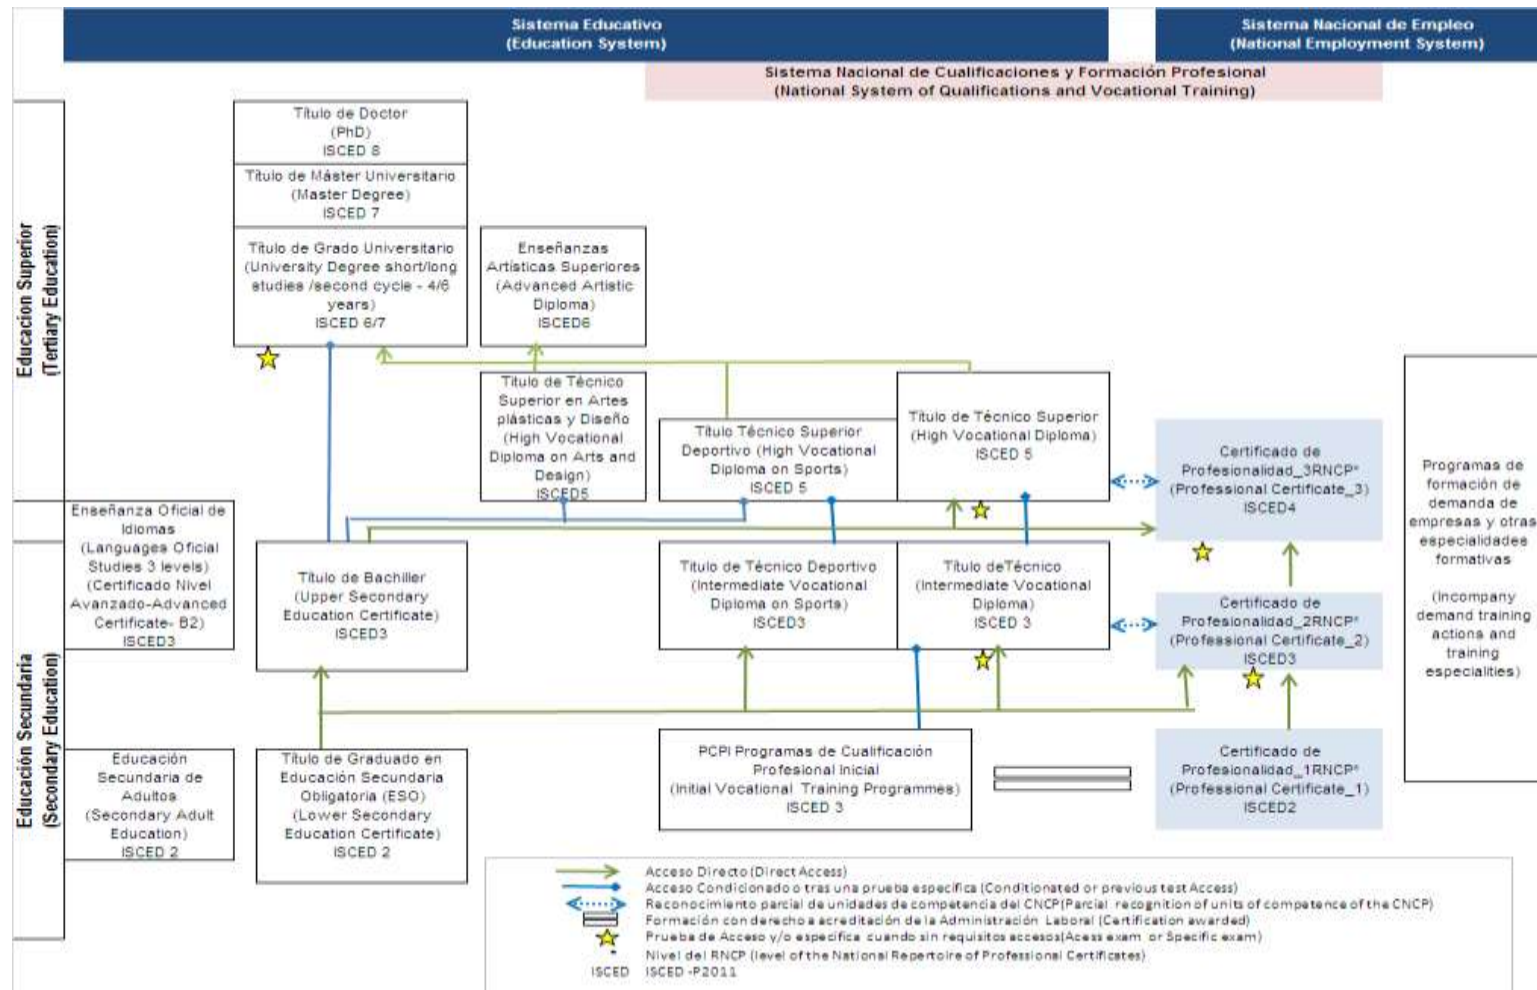 Sistema Educativo
(Education System)
Sistema Nacional de Empleo
(National Employment System)
Sistema Nacional de Cualificaciones y Formación Profesional
(National System of Qualifications and Vocational Training)
Educacion Superior
(Tertiary Education)
Título de Doctor
(PhD)
ISCED 8
Título de Máster Universitario
(Master Degree)
ISCED 7
Título de Grado Universitario
(University Degree short/long
studies /second cycle - 4/6
years)
ISCED 6/7
Enseñanzas
Artísticas Superiores
(Advanced Artistic
Diploma)
ISCED6
Título de Técnico
Superior en Artes
plásticas y Diseño
(High Vocational
Diploma on Arts and
Design)
ISCED5
Título Técnico Superior
Deportivo (High Vocational
Diploma on Sports)
ISCED 5
Título de Técnico Superior
(High Vocational Diploma)
ISCED 5
Certificado de
Profesionalidad_3RNCP*
(Professional Certificate_3)
ISCED4
Programas de
formación de
demanda de
empresas y otras
especialidades
formativas
(Incompany
demand training
actions and
training
especialities)
Educación Secundaria
(Secondary Education)
Enseñanza Oficial de
Idiomas
(Languages Oficial
Studies 3 levels)
(Certificado Nivel
Avanzado-Advanced
Certificate- B2)
ISCED3
Título de Bachiller
(Upper Secondary
Education Certificate)
ISCED3
Título de Técnico Deportivo
(Intermediate Vocational
Diploma on Sports)
ISCED3
Título deTécnico
(Intermediate Vocational
Diploma)
ISCED 3
Certificado de
Profesionalidad_2RNCP*
(Professional Certificate_2)
ISCED3
Educación
Secundaria de
Adultos
(Secondary Adult
Education)
ISCED 2
Título de Graduado en
Educación Secundaria
Obligatoria (ESO)
(Lower Secondary
Education Certificate)
ISCED 2
PCPI Programas de Cualificación
Profesional Inicial
(Initial Vocational Training Programmes)
ISCED 3
Certificado de
Profesionalidad_1RNCP*
(Professional Certificate_1)
ISCED2
Acceso Directo (Direct Access)
Acceso Condicionado o tras una prueba específica (Conditionated or previous test Access)
Reconocimiento parcial de unidades de competencia del CNCP(Parcial recognition of units of competence of the CNCP)
Formación con derecho a acreditación de la Administración Laboral (Certification awarded)
Prueba de Acceso y/o específica cuando sin requisitos accesos(Acess exam or Specific exam)
* Nivel del RNCP (level of the National Repertoire of Professional Certificates)
ISCED ISCED -P2011